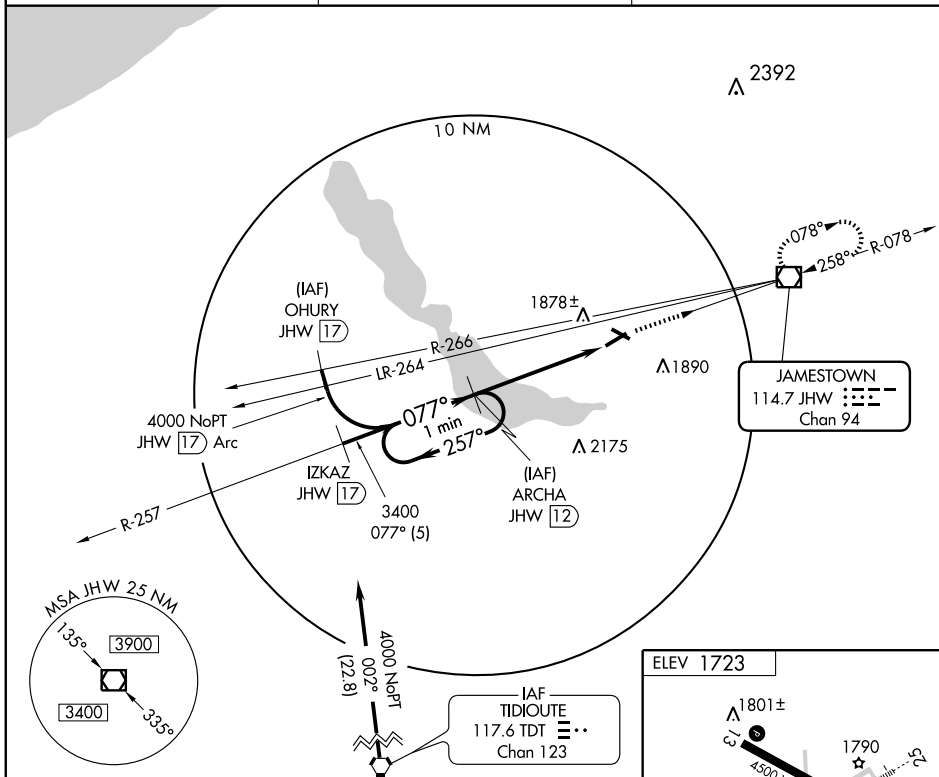 2392
10 NM
078°
258°
R-078
(IAF)
OHURY
JHW 17
1878±
R-266
LR-264
1890
JAMESTOWN
114.7 JHW
Chan 94
4000 NoPT
JHW 17 Arc
077°
1 min
257°
2175
IZKAZ
JHW 17
(IAF)
ARCHA
JHW 12
3400
077° (5)
R-257
MSA JHW 25 NM
135°
3900
3400
335°
4000 NoPT
002°
(22.8)
IAF
TIDIOUTE
117.6 TDT
Chan 123
ELEV 1723
1801±
P
13
1790
25
4500